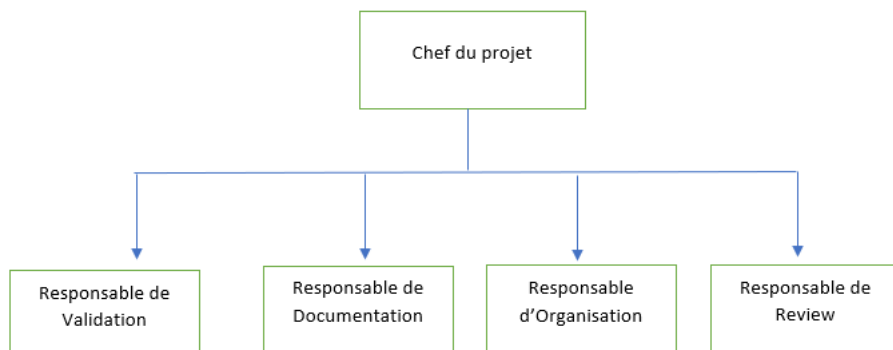 Chef du projet
Responsable de
Validation
Responsable de
Documentation
Responsable
d’Organisation
Responsable de
Review